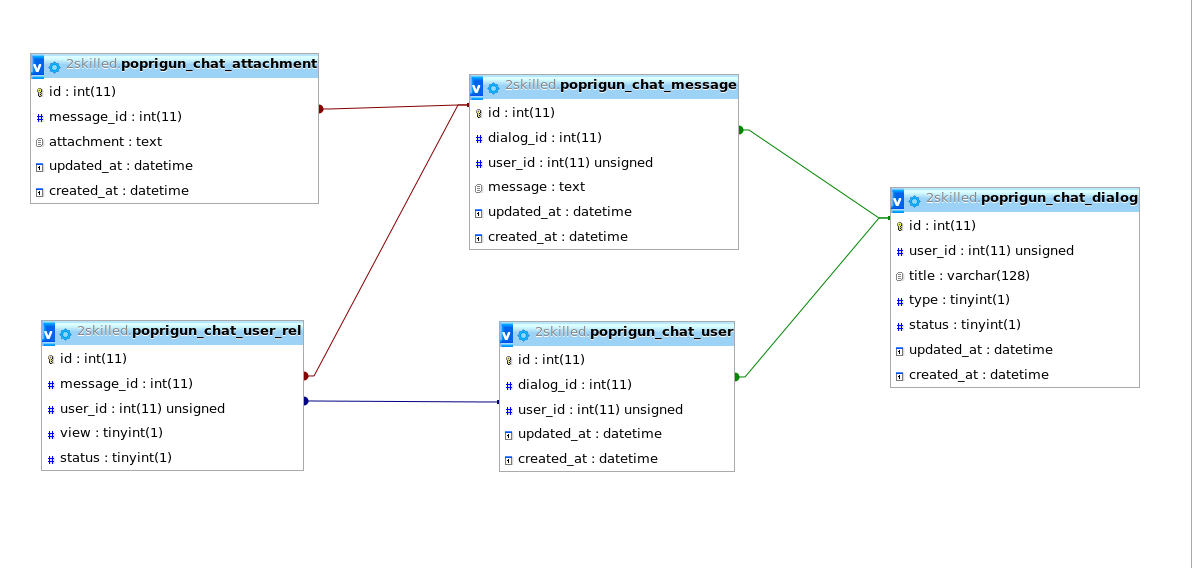 v 2skilled.poprigun_chat_attachment
id : int(11)
message_id : int(11)
attachment : text
updated_at : datetime
created_at : datetime
v 2skilled.poprigun_chat_message
id : int(11)
dialog_id : int(11)
user_id : int(11) unsigned
message : text
updated_at : datetime
created_at : datetime
v 2skilled.poprigun_chat_dialog
id : int(11)
user_id : int(11) unsigned
title : varchar(128)
type : tinyint(1)
status : tinyint(1)
updated_at : datetime
created_at : datetime
v 2skilled.poprigun_chat_user_rel
id : int(11)
message_id : int(11)
user_id : int(11) unsigned
view : tinyint(1)
status : tinyint(1)
v 2skilled.poprigun_chat_user
id : int(11)
dialog_id : int(11)
user_id : int(11) unsigned
updated_at : datetime
created_at : datetime